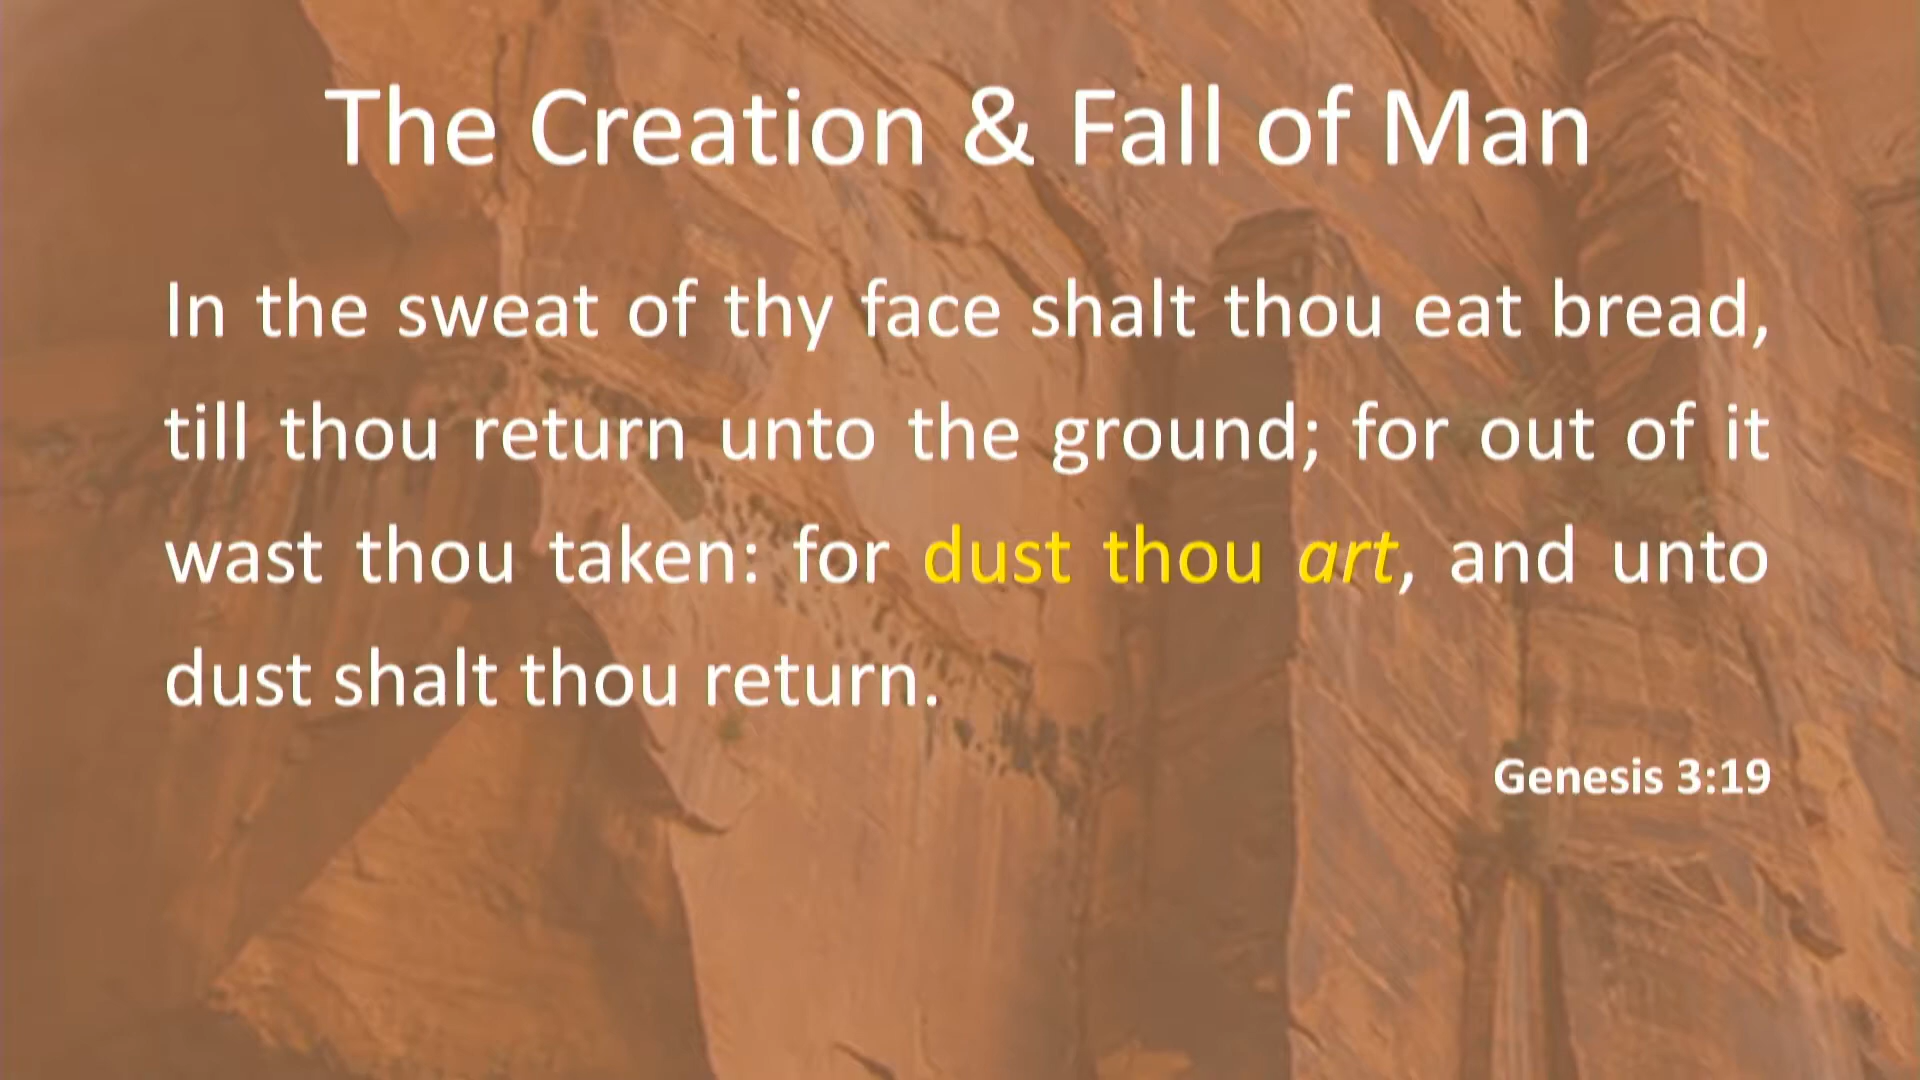 The Creation & Fall of Man
In the sweat of thy face shalt thou eat bread,
till thou return unto the ground; for out of it
wast thou taken: for dust thou art, and unto
dust shalt thou return.
Genesis 3:19